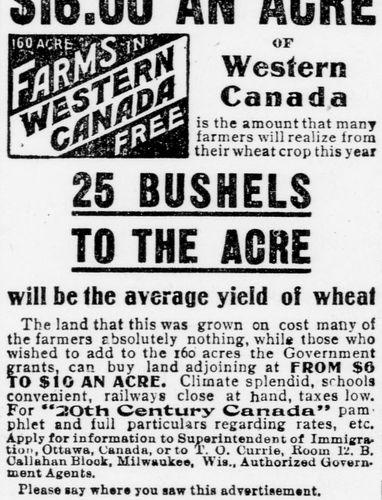 $16.00 AN ACRE
160 ACRE
FARMS IN
WESTERN
CANADA
FREE
OF
Western
Canada
is the amount that many
farmers will realize from
their wheat crop this year
25 BUSHELS
TO THE ACRE
will be the average yield of wheat
The land that this was grown on cost many of
the farmers absolutely nothing, while those who
wished to add to the 160 acres the Government
grants, can buy land adjoining at FROM $6
TO $10 AN ACRE. Climate splendid, schools
convenient, railways close at hand, taxes low.
For "20th Century Canada" pam
phlet and full particulars regarding rates, etc.
Apply for information to Superintendent of Immigra-
tion, Ottawa, Canada, or to T. O. Currie, Room 12. B.
Callahan Block, Milwaukee, Wis., Authorized Govern-
ment Agents.
Please say where you saw this advertisement.